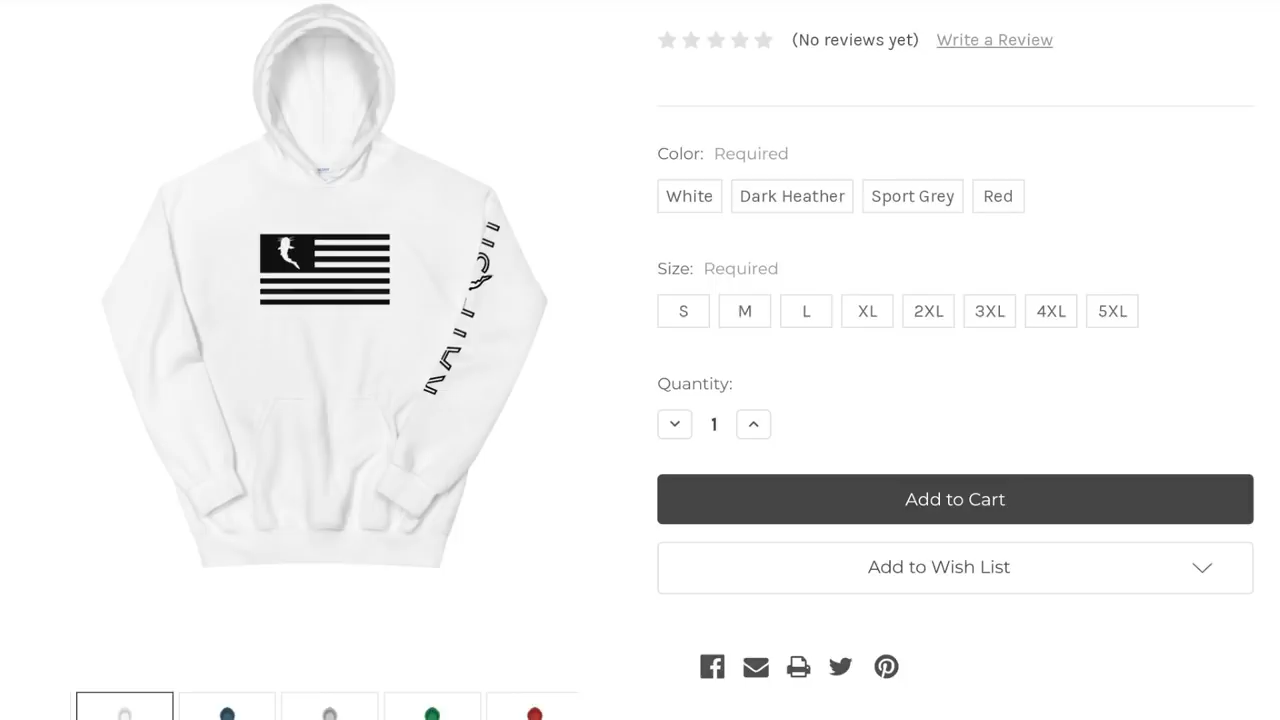 (No reviews yet) Write a Review
Color: Required
White Dark Heather Sport Grey Red
Size: Required
S M L XL 2XL 3XL 4XL 5XL
Quantity:
1
Add to Cart
Add to Wish List